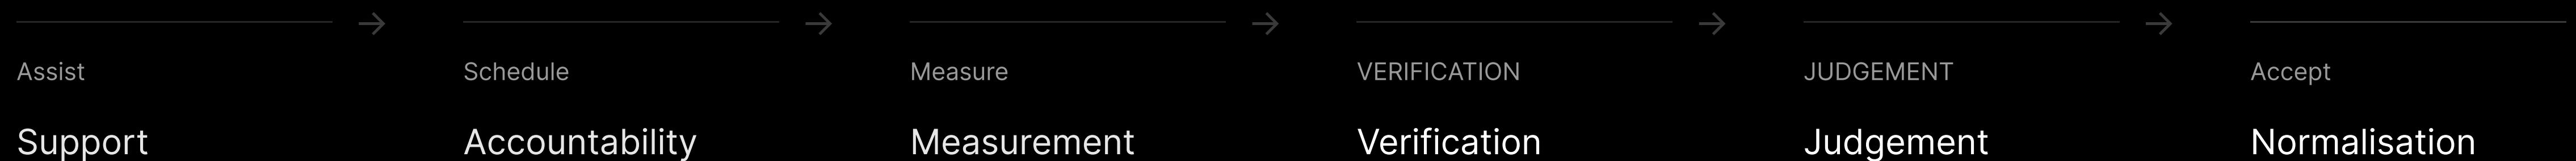 Assist
Schedule
Measure
VERIFICATION
JUDGEMENT
Accept
Support
Accountability
Measurement
Verification
Judgement
Normalisation